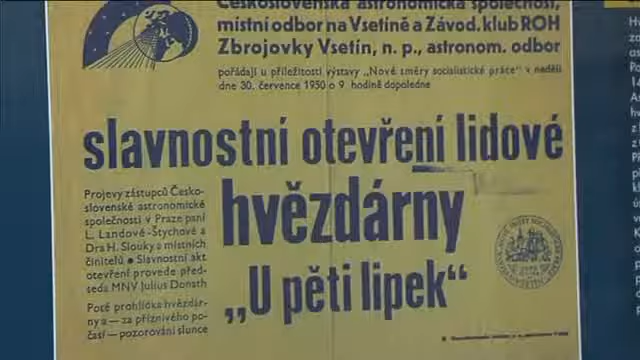 Československá astronomická společnost,
místní odbor na Vsetíně a Závod. klub ROH
Zbrojovky Vsetín, n. p., astronom. odbor
pořádají u příležitosti výstavy „Nové směry socialistické práce" v neděli
dne 30. července 1950 o 9 hodině dopoledne
slavnostní otevření lidové
hvězdárny
„U pěti lipek"
Projevy zástupců Česko-
slovenské astronomické
společnosti v Praze paní
L. Landové-Štychové a
Dra H. Slouky a místních
činitelů • Slavnostní akt
otevření provede před-
seda MNV Julius Donath
Poté prohlídka hvězdár-
ny a — za příznivého po-
časí — pozorování slunce